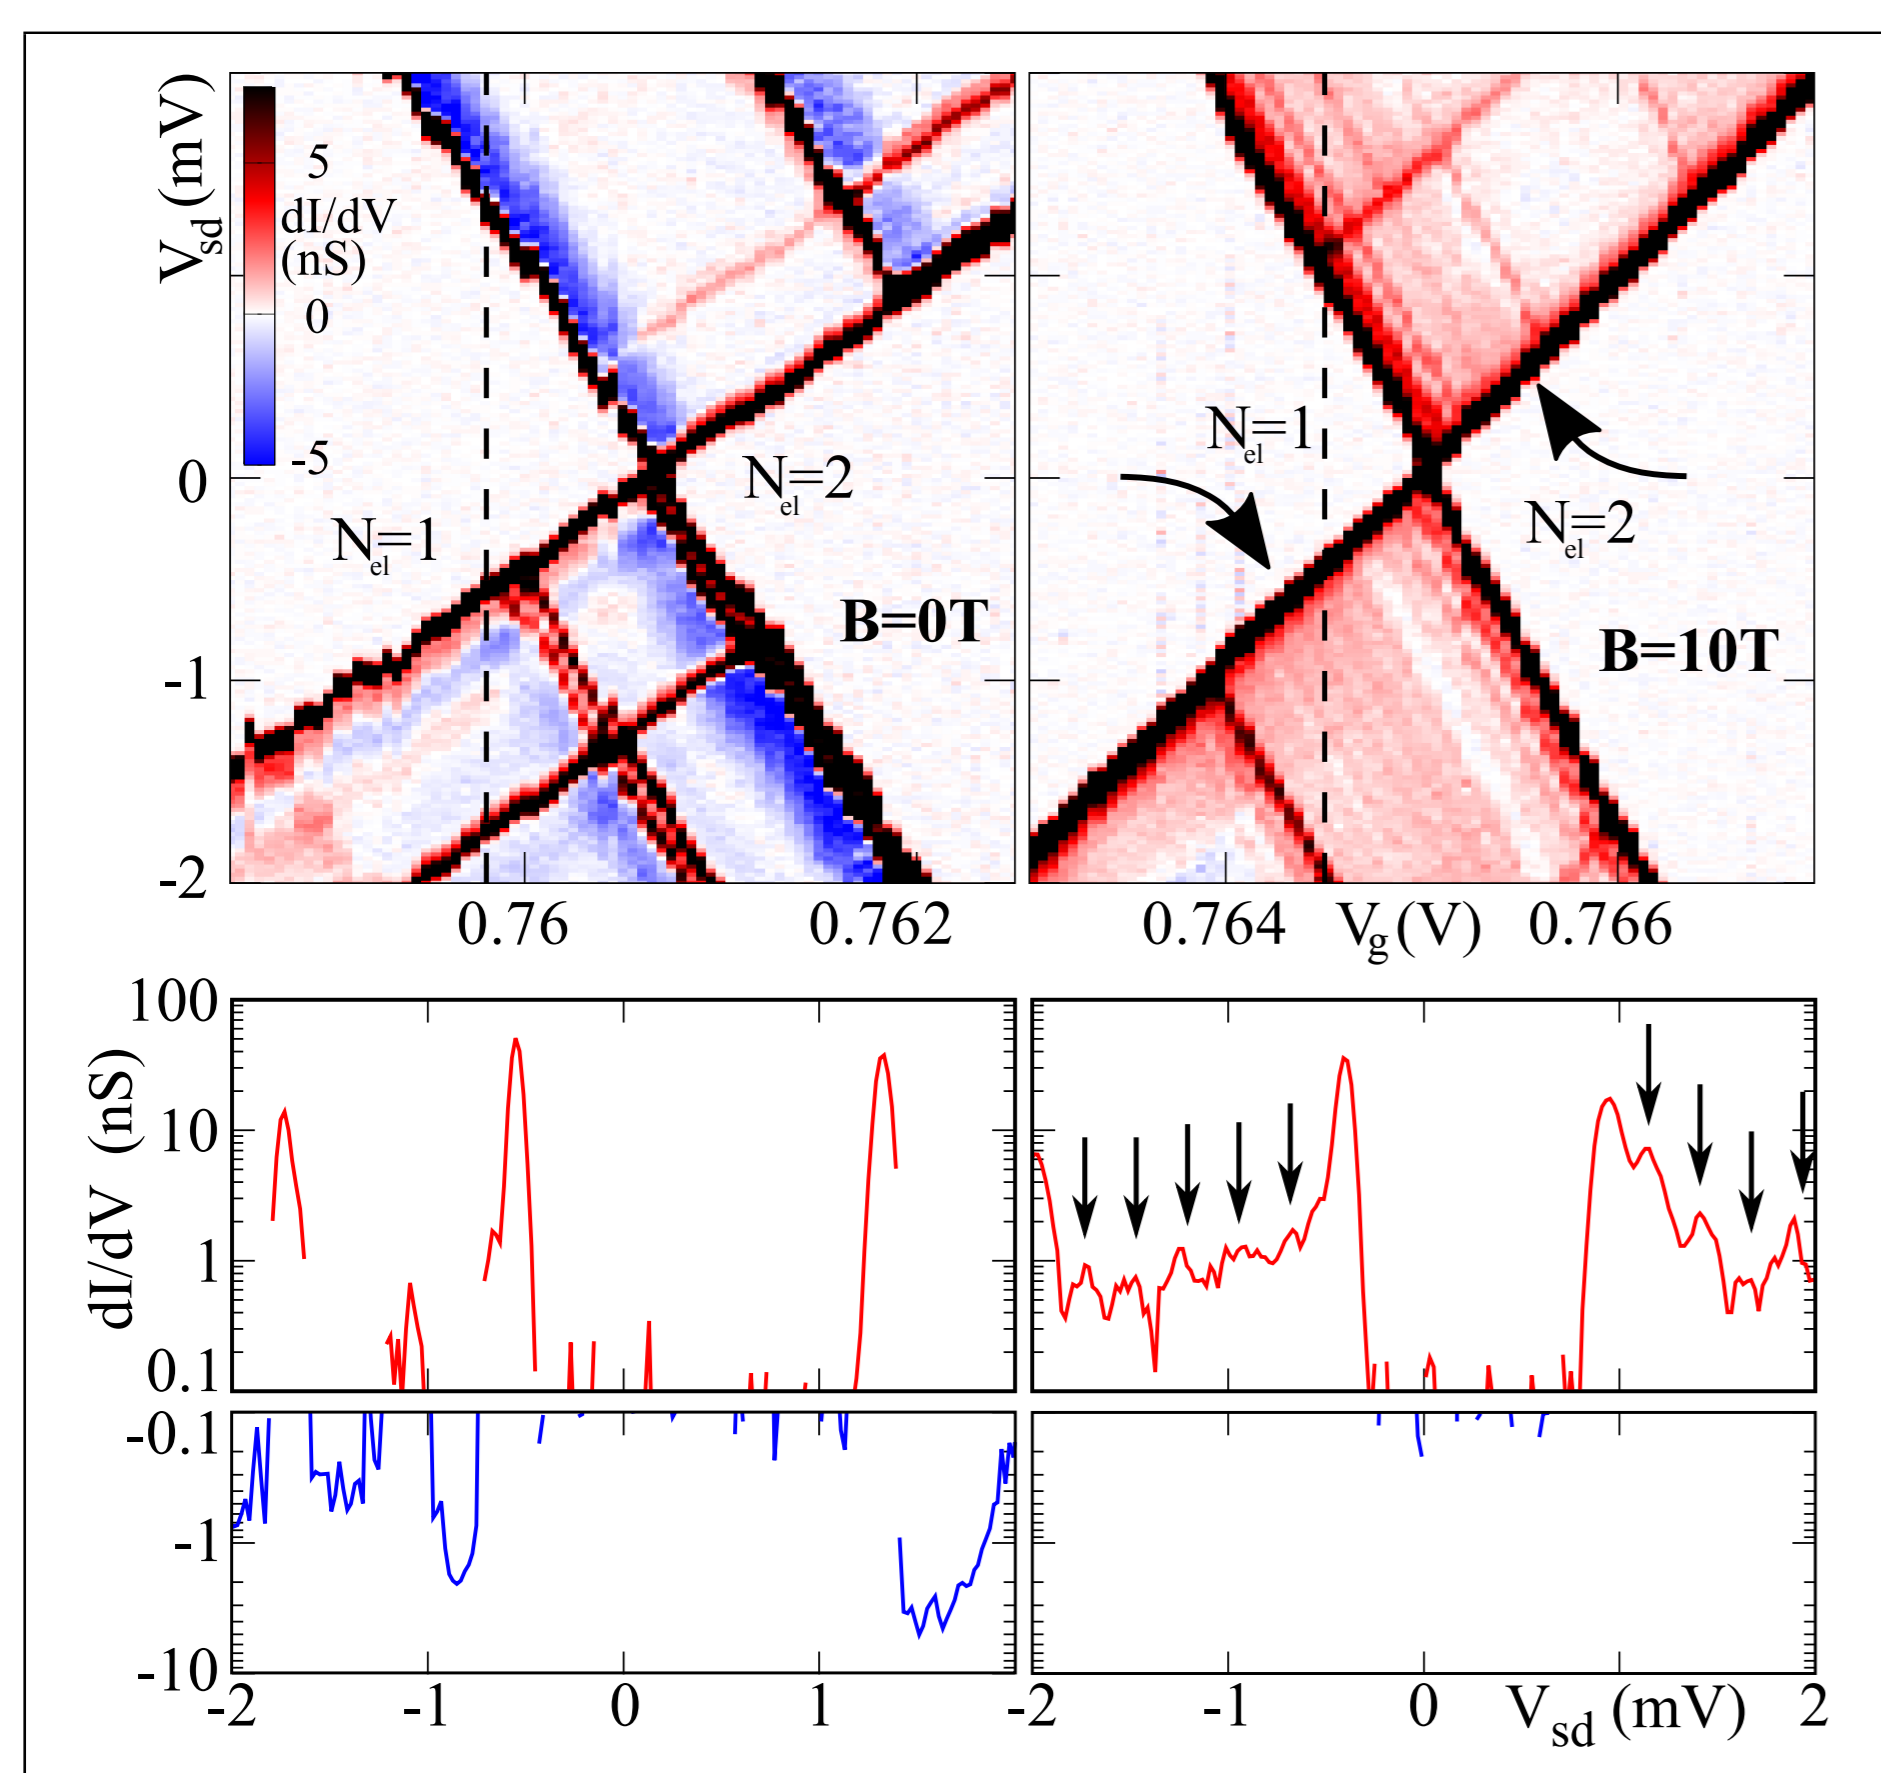 V_sd (mV)
5
dI/dV
(nS)
0
-5
0
-1
-2
N_el=1
N_el=2
B=0T
N_el=1
N_el=2
B=10T
0.76
0.762
0.764
V_g (V)
0.766
dI/dV (nS)
100
10
1
0.1
-0.1
-1
-10
-2
-1
0
1
-2
-1
0
V_sd (mV)
2